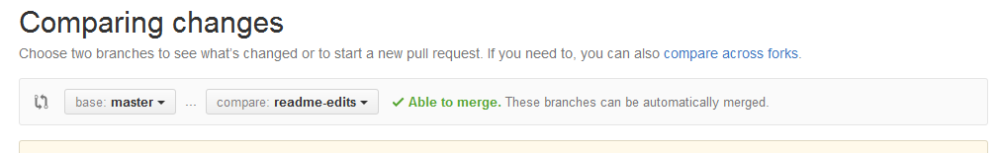 Comparing changes
Choose two branches to see what's changed or to start a new pull request. If you need to, you can also compare across forks.
base: master ... compare: readme-edits Able to merge. These branches can be automatically merged.